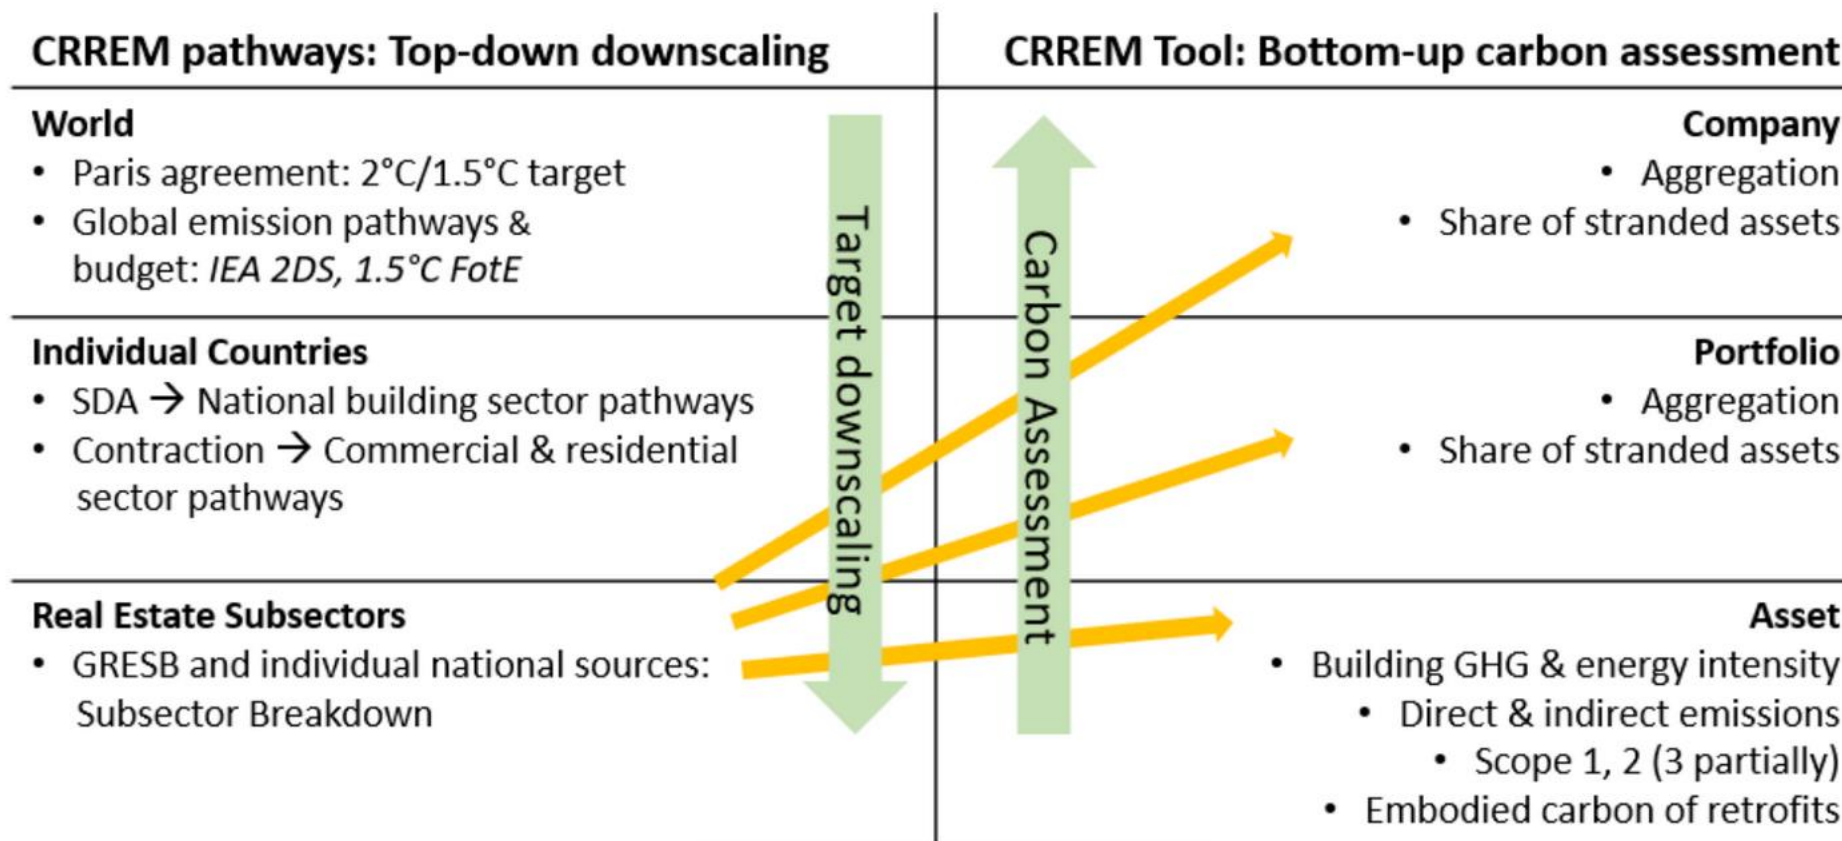 CRREM pathways: Top-down downscaling
World
• Paris agreement: 2°C/1.5°C target
• Global emission pathways &
budget: IEA 2DS, 1.5°C FotE
Individual Countries
• SDA → National building sector pathways
• Contraction → Commercial & residential
sector pathways
Real Estate Subsectors
• GRESB and individual national sources:
Subsector Breakdown
Target downscaling
CRREM Tool: Bottom-up carbon assessment
Carbon Assessment
Company
• Aggregation
• Share of stranded assets
Portfolio
• Aggregation
• Share of stranded assets
Asset
• Building GHG & energy intensity
• Direct & indirect emissions
• Scope 1, 2 (3 partially)
• Embodied carbon of retrofits